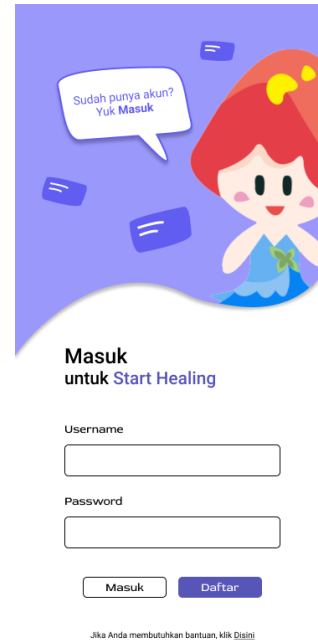 Sudah punya akun?
Yuk Masuk
Masuk
untuk Start Healing
Username
Password
Masuk
Daftar
Jika Anda membutuhkan bantuan, klik Disini